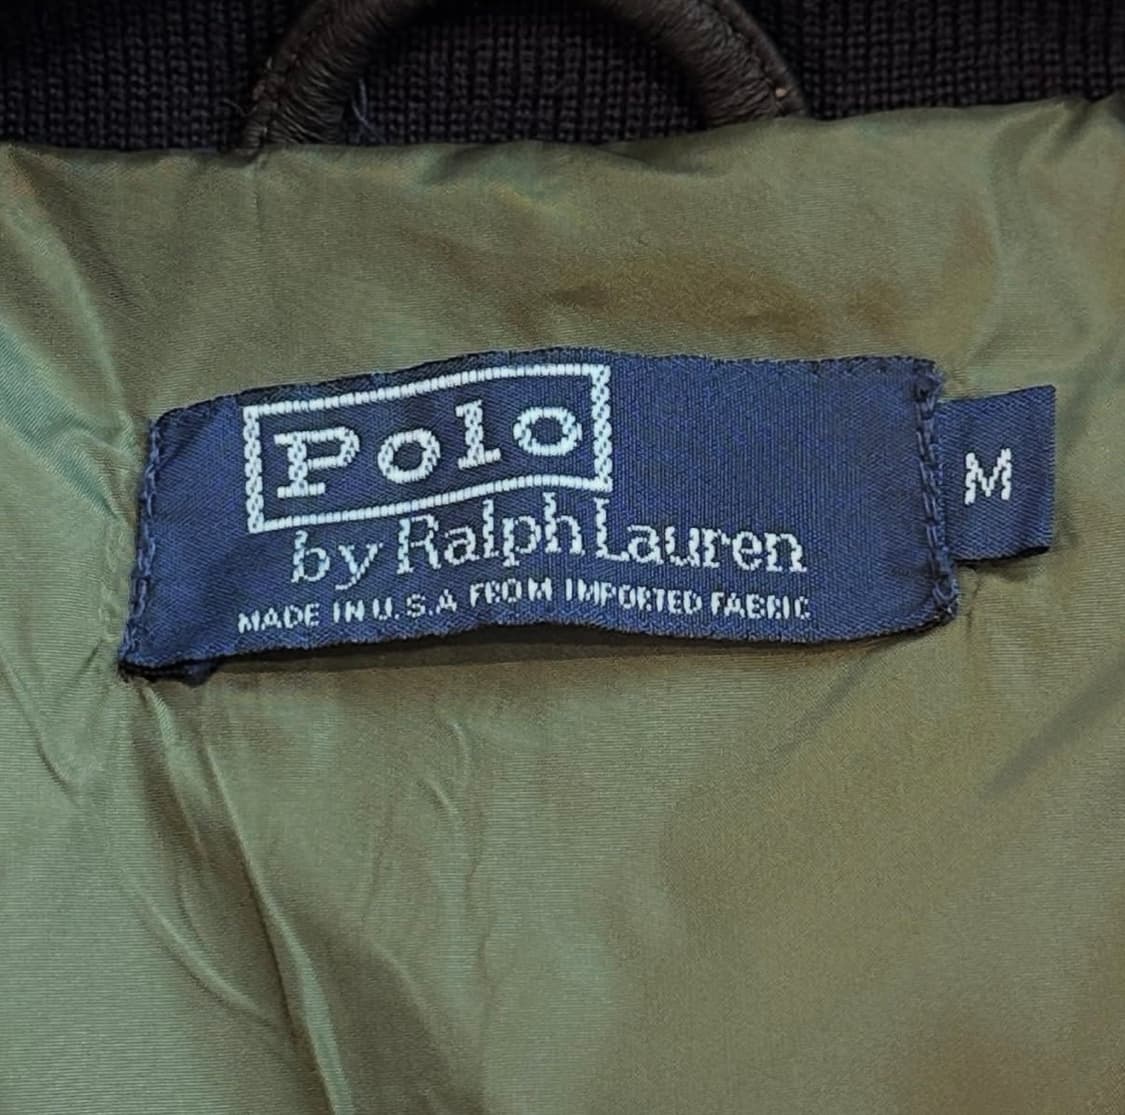 Polo
by Ralph Lauren
MADE IN U.S.A FROM IMPORTED FABRIC
M